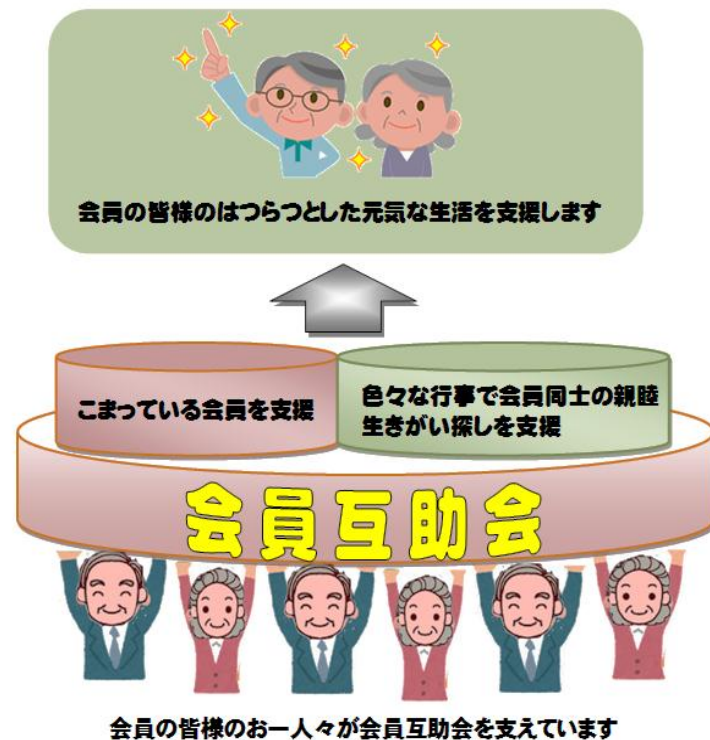 会員の皆様のはつらつとした元気な生活を支援します
こまっている会員を支援
色々な行事で会員同士の親睦
生きがい探しを支援
会員互助会
会員の皆様のお一人々が会員互助会を支えています